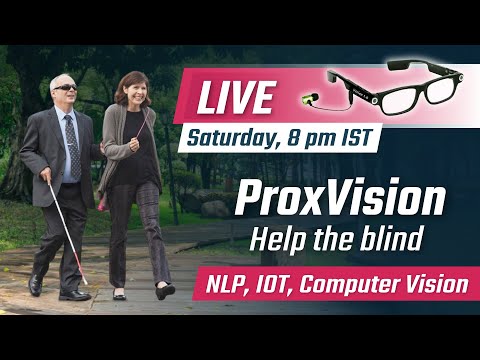 LIVE
Saturday, 8 pm IST
ProxVision
Help the blind
NLP, IOT, Computer Vision